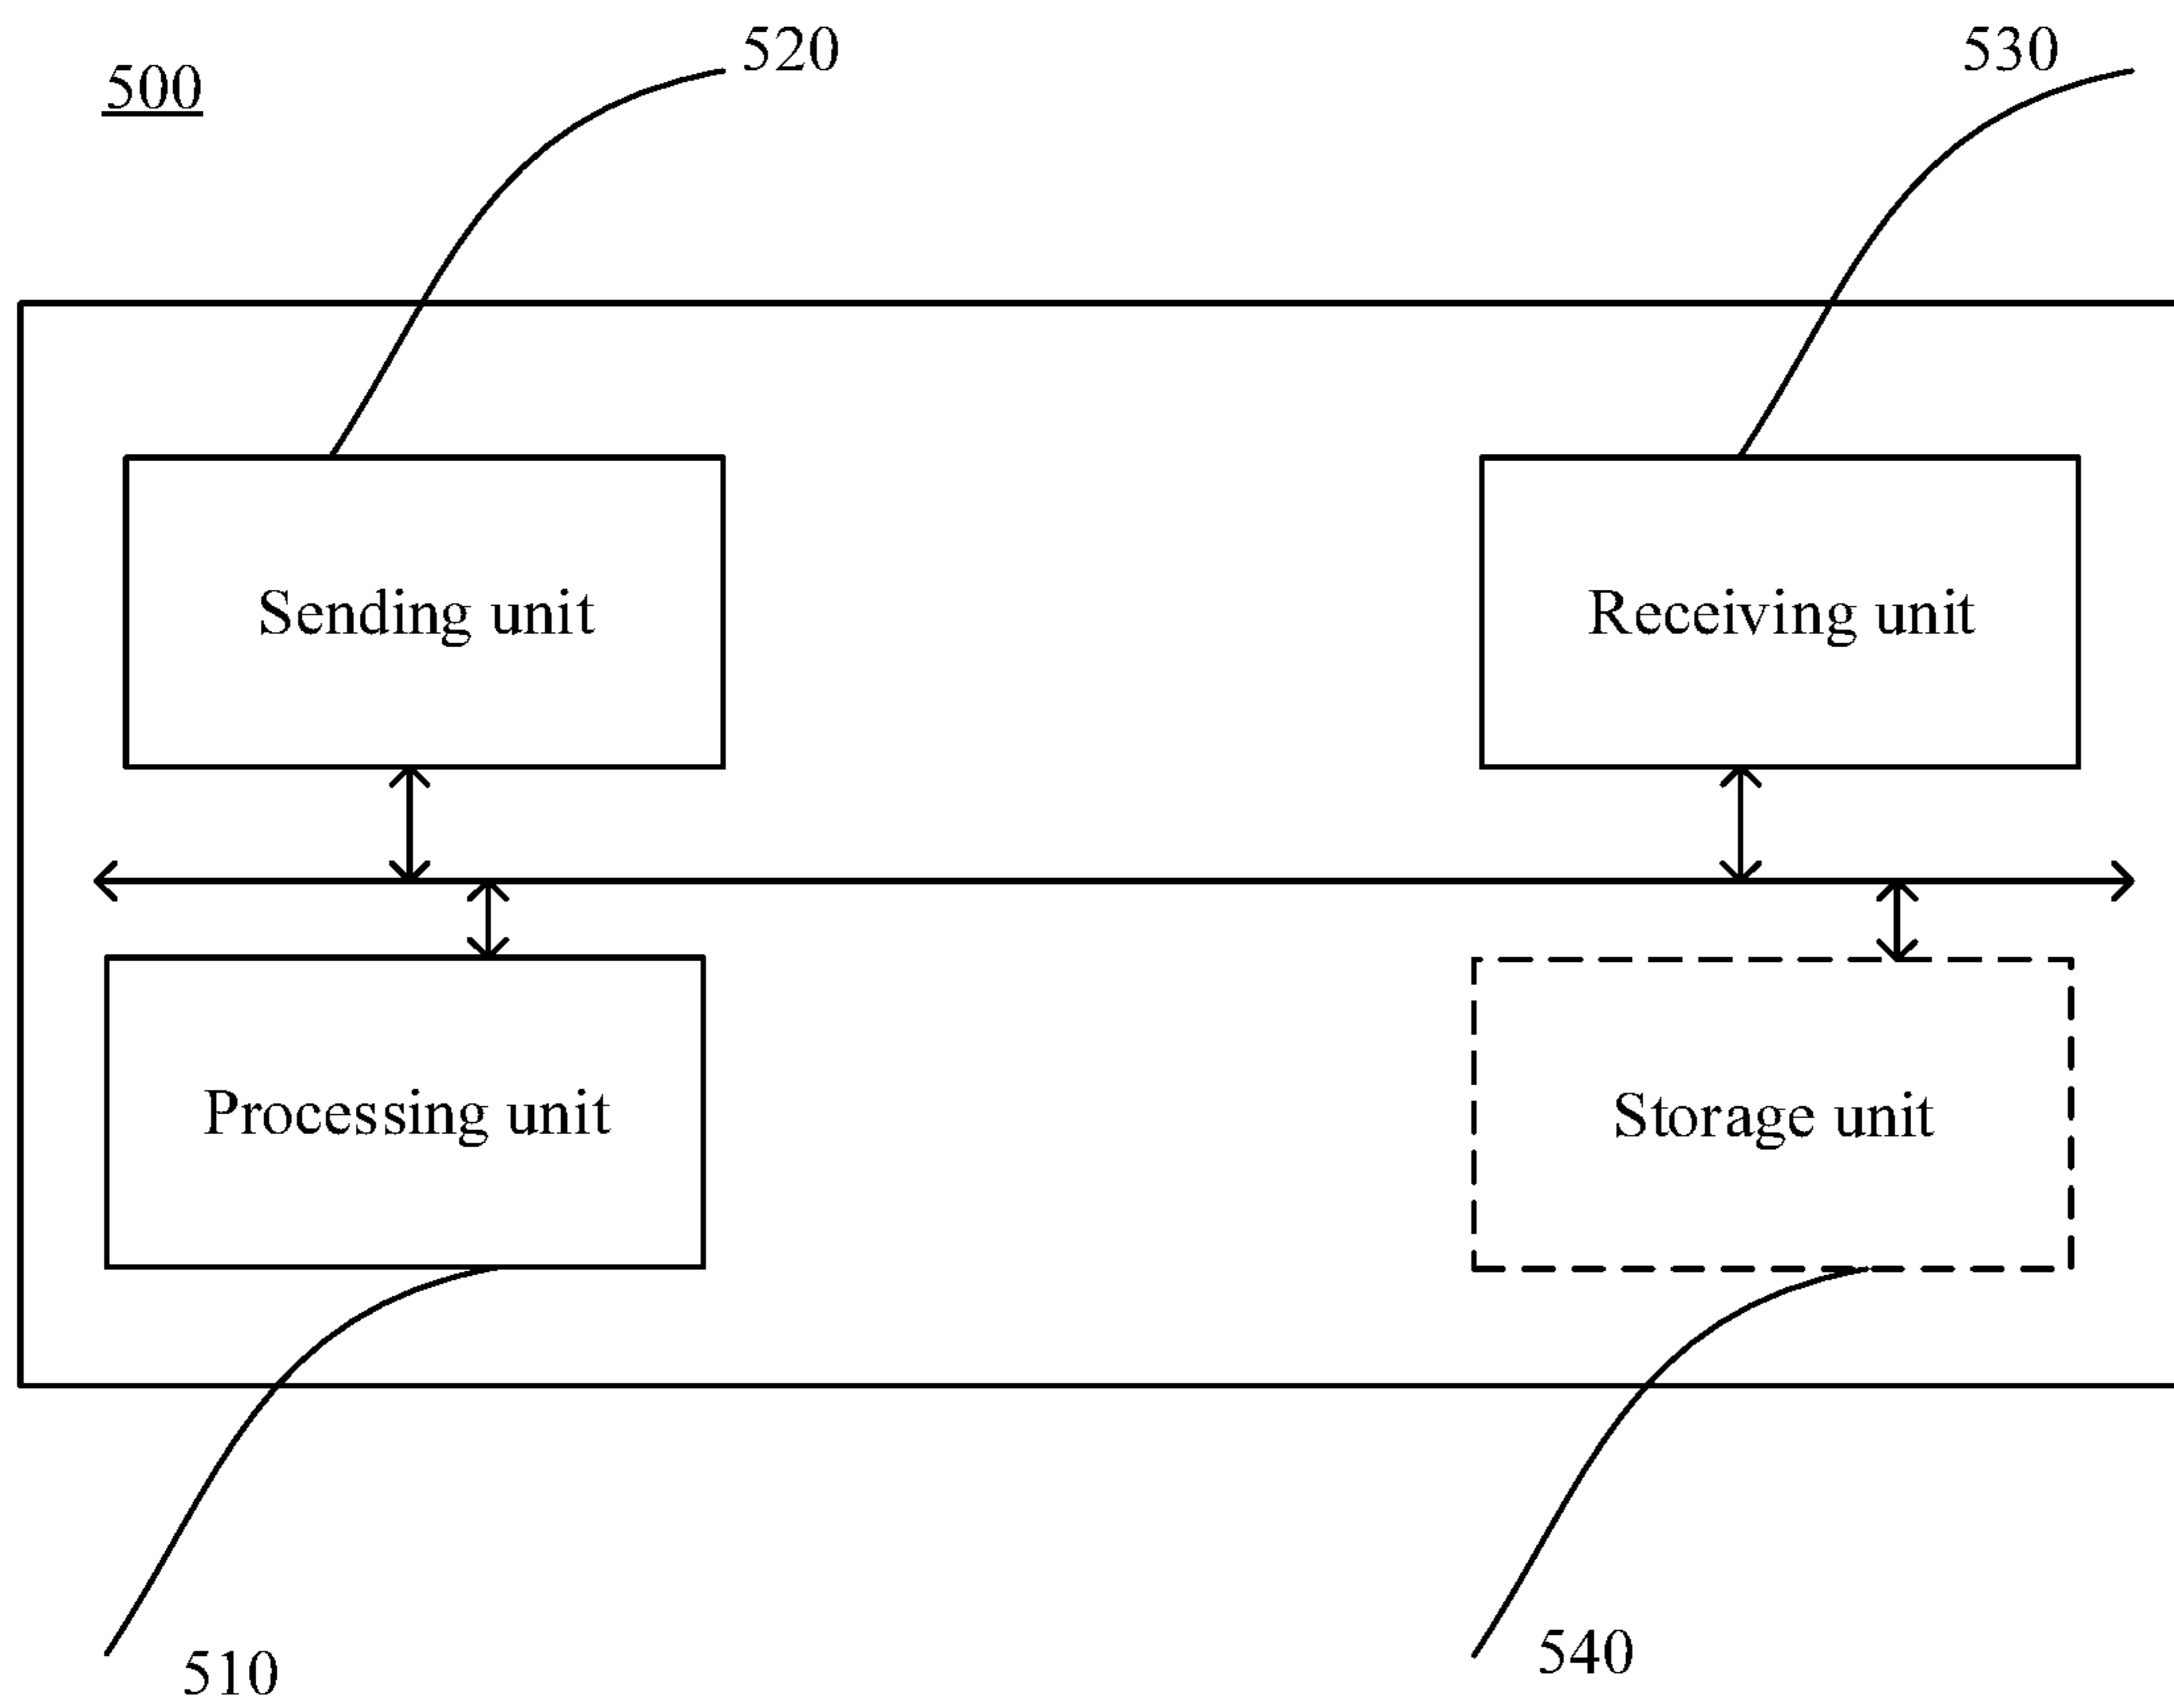 500
520
530
Sending unit
Receiving unit
Processing unit
Storage unit
510
540